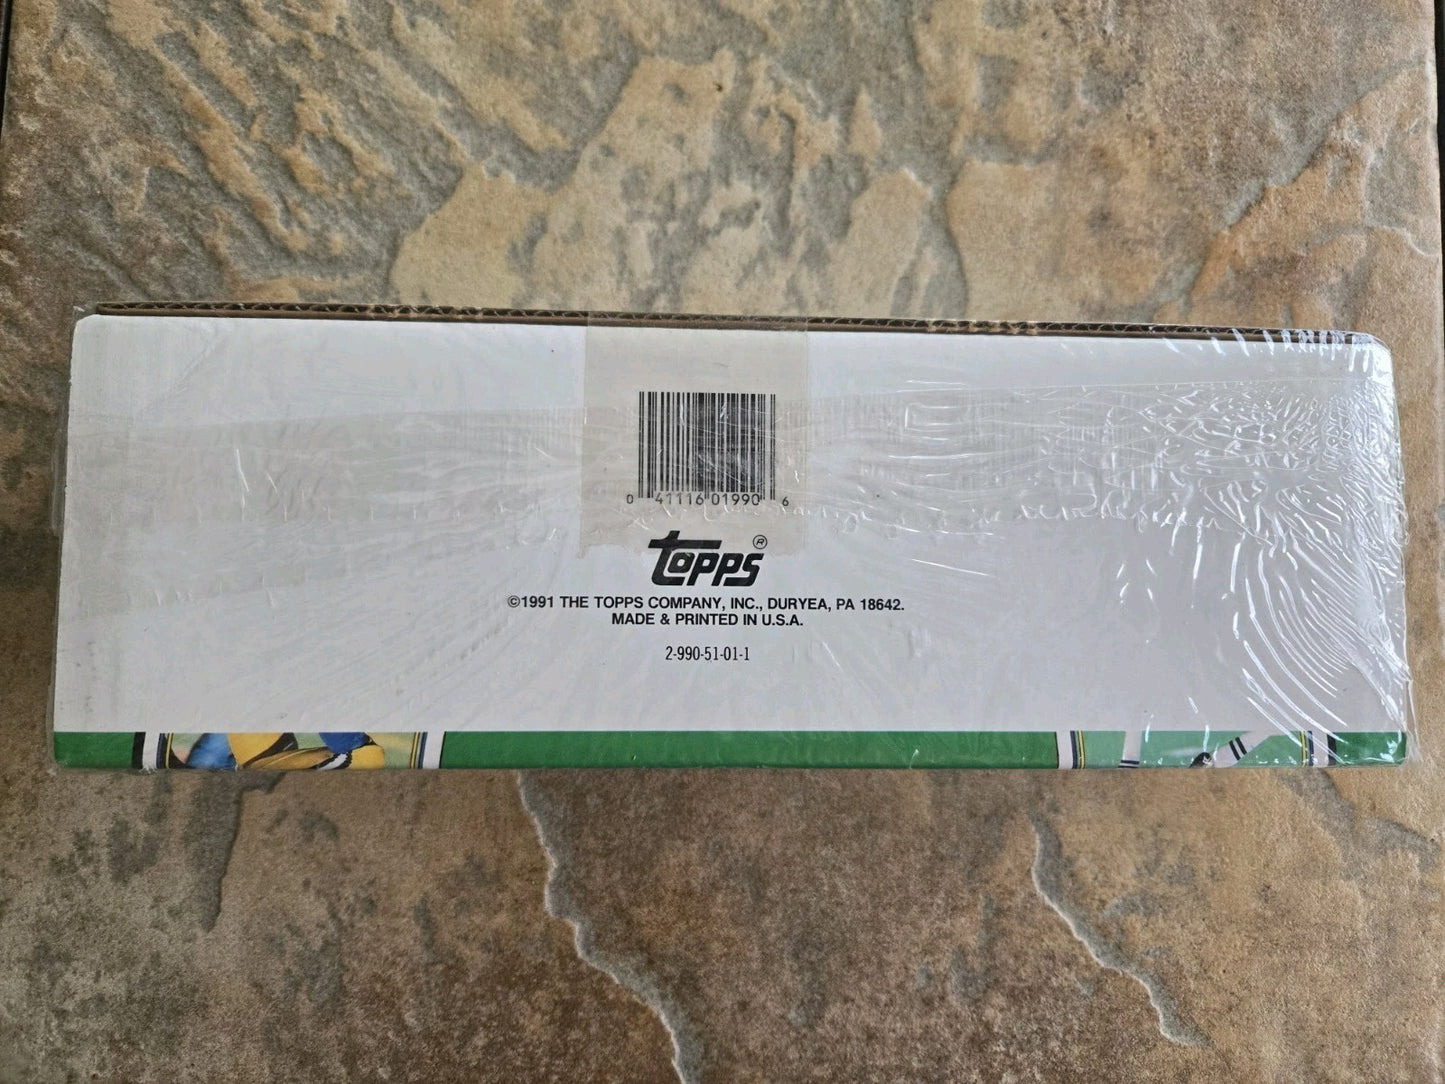 0 41116 01990 6
Topps ®
©1991 THE TOPPS COMPANY, INC., DURYEA, PA 18642.
MADE & PRINTED IN U.S.A.
2-990-51-01-1